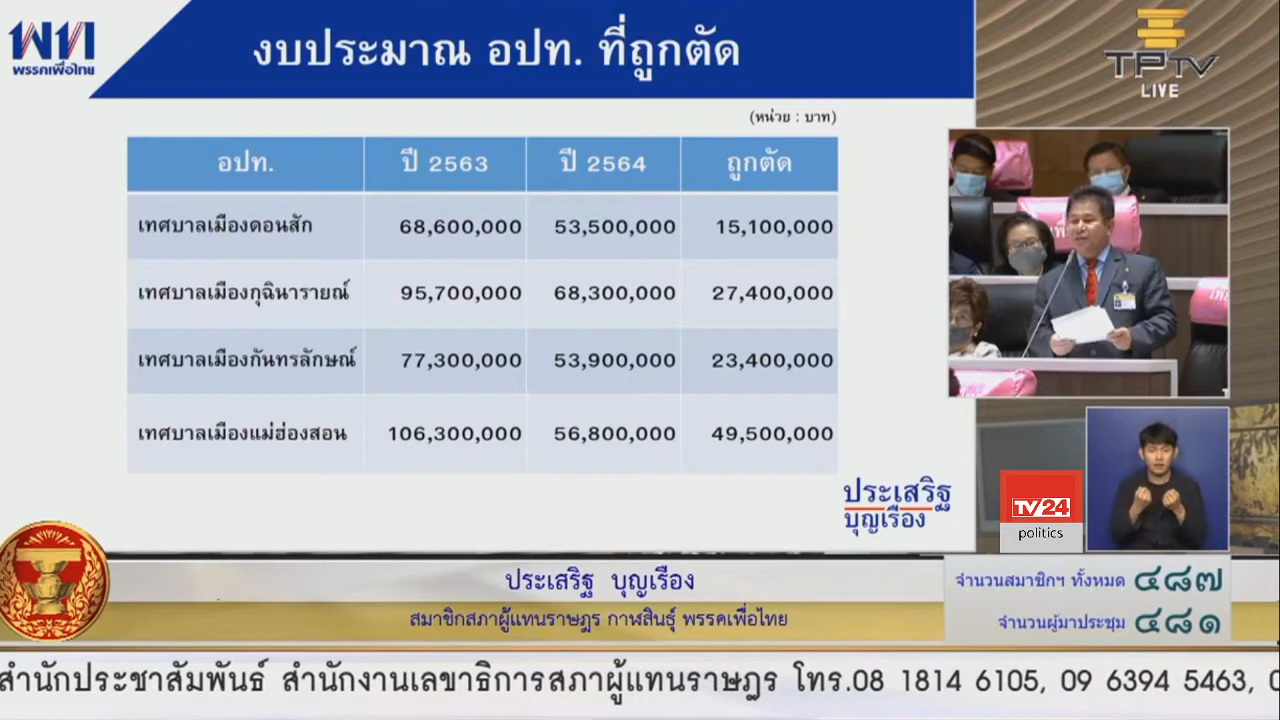 พท
พรรคเพื่อไทย
งบประมาณ อปท. ที่ถูกตัด
TPTV
LIVE
(หน่วย : บาท)
อปท. ปี 2563 ปี 2564 ถูกตัด
เทศบาลเมืองดอนสัก 68,600,000 53,500,000 15,100,000
เทศบาลเมืองกุฉินารายณ์ 95,700,000 68,300,000 27,400,000
เทศบาลเมืองกันทรลักษณ์ 77,300,000 53,900,000 23,400,000
เทศบาลเมืองแม่ฮ่องสอน 106,300,000 56,800,000 49,500,000
ประเสริฐ
บุญเรือง
TV24
politics
ประเสริฐ บุญเรือง
สมาชิกสภาผู้แทนราษฎร กาฬสินธุ์ พรรคเพื่อไทย
จำนวนสมาชิกฯ ทั้งหมด ๔๘๗
จำนวนผู้มาประชุม ๔๘๑
สำนักประชาสัมพันธ์ สำนักงานเลขาธิการสภาผู้แทนราษฎร โทร.08 1814 6105, 09 6394 5463, 0